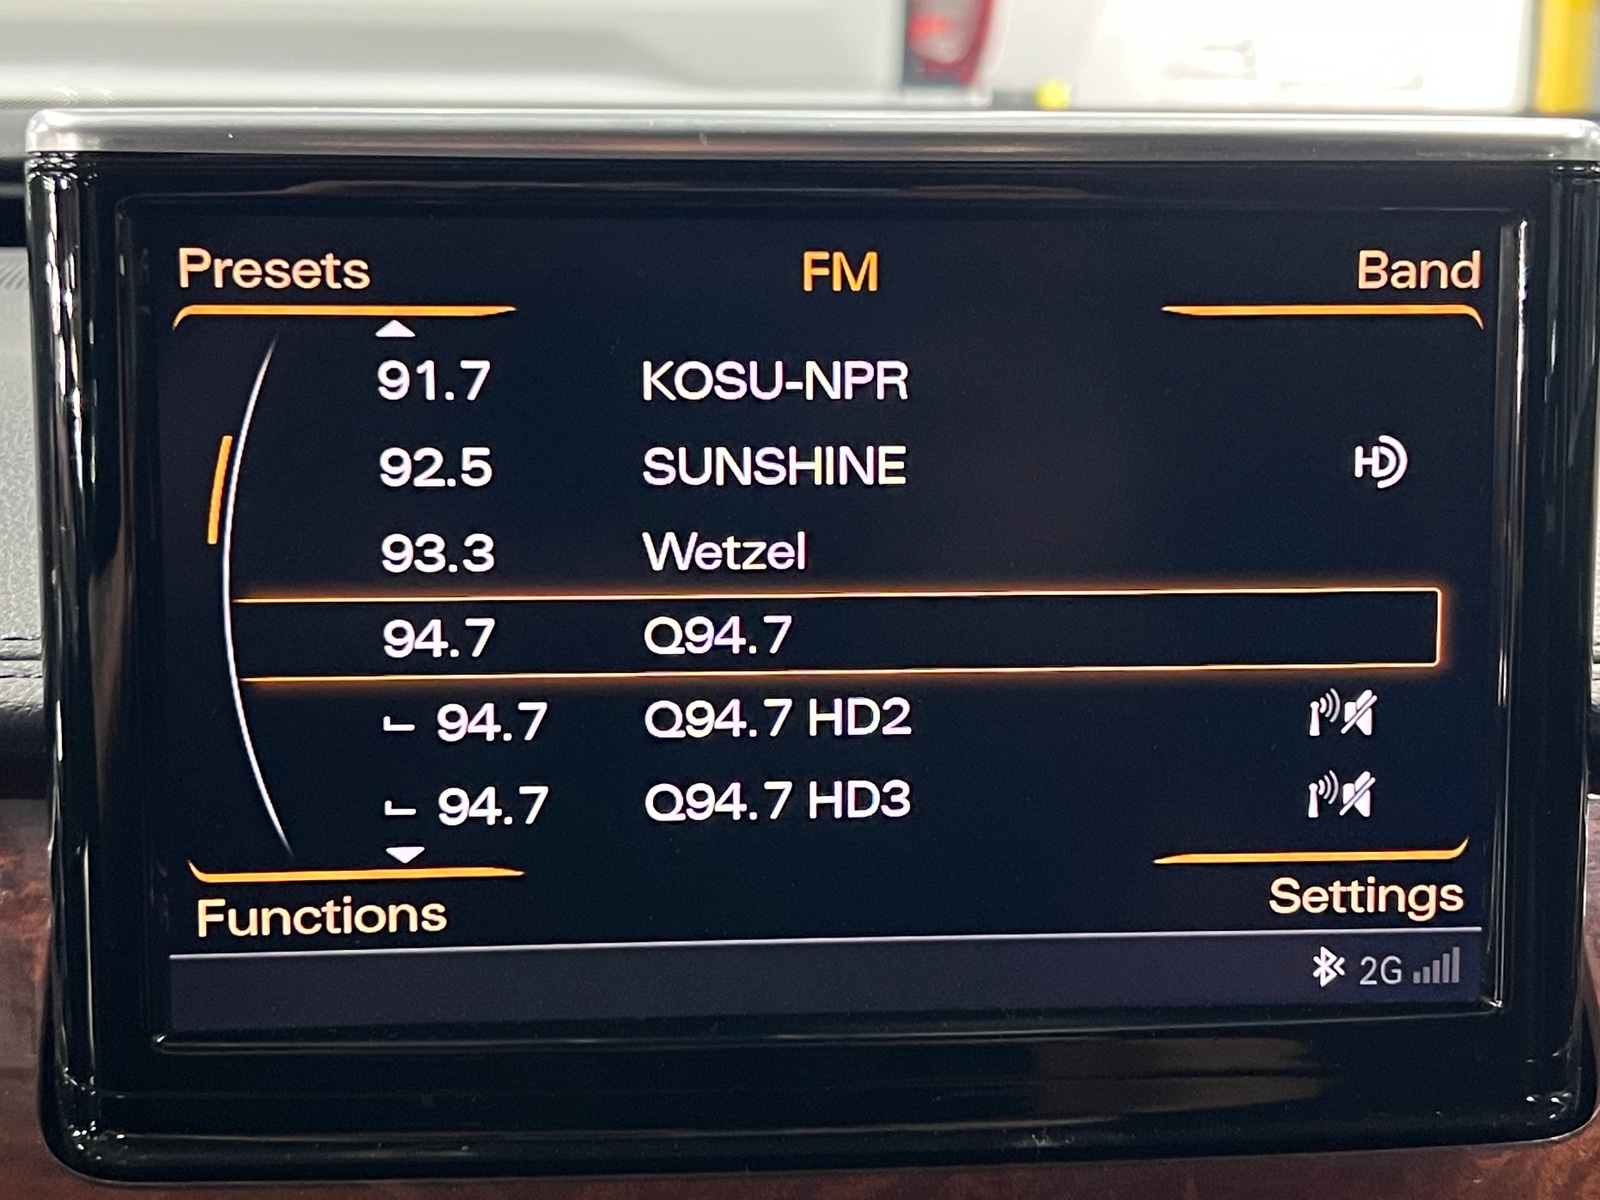 Presets FM Band
91.7 KOSU-NPR
92.5 SUNSHINE HD
93.3 Wetzel
94.7 Q94.7
94.7 Q94.7 HD2
94.7 Q94.7 HD3
Functions Settings
2G